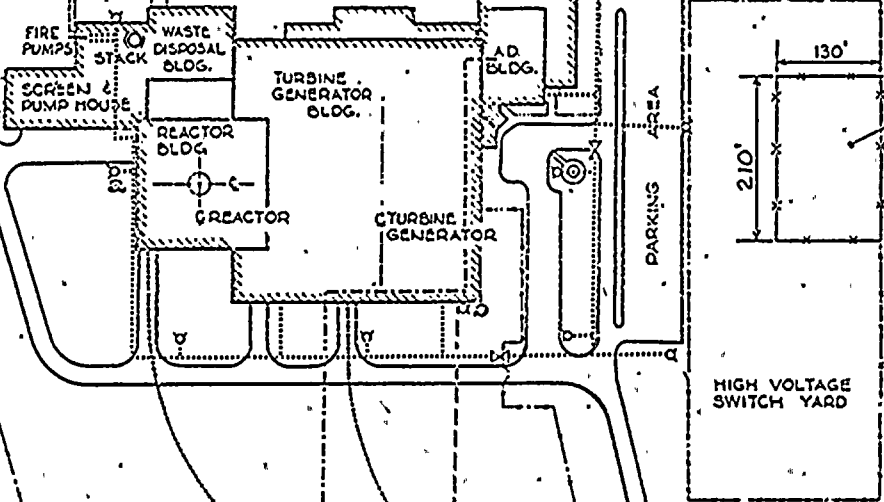 FIRE
PUMPS
STACK
WASTE
DISPOSAL
BLDG.
SCREEN &
PUMP HOUSE
TURBINE
GENERATOR
BLDG.
AD.
BLDG.
REACTOR
BLDG
℄
℄ REACTOR
℄ TURBINE
GENERATOR
PARKING AREA
130'
210'
HIGH VOLTAGE
SWITCH YARD